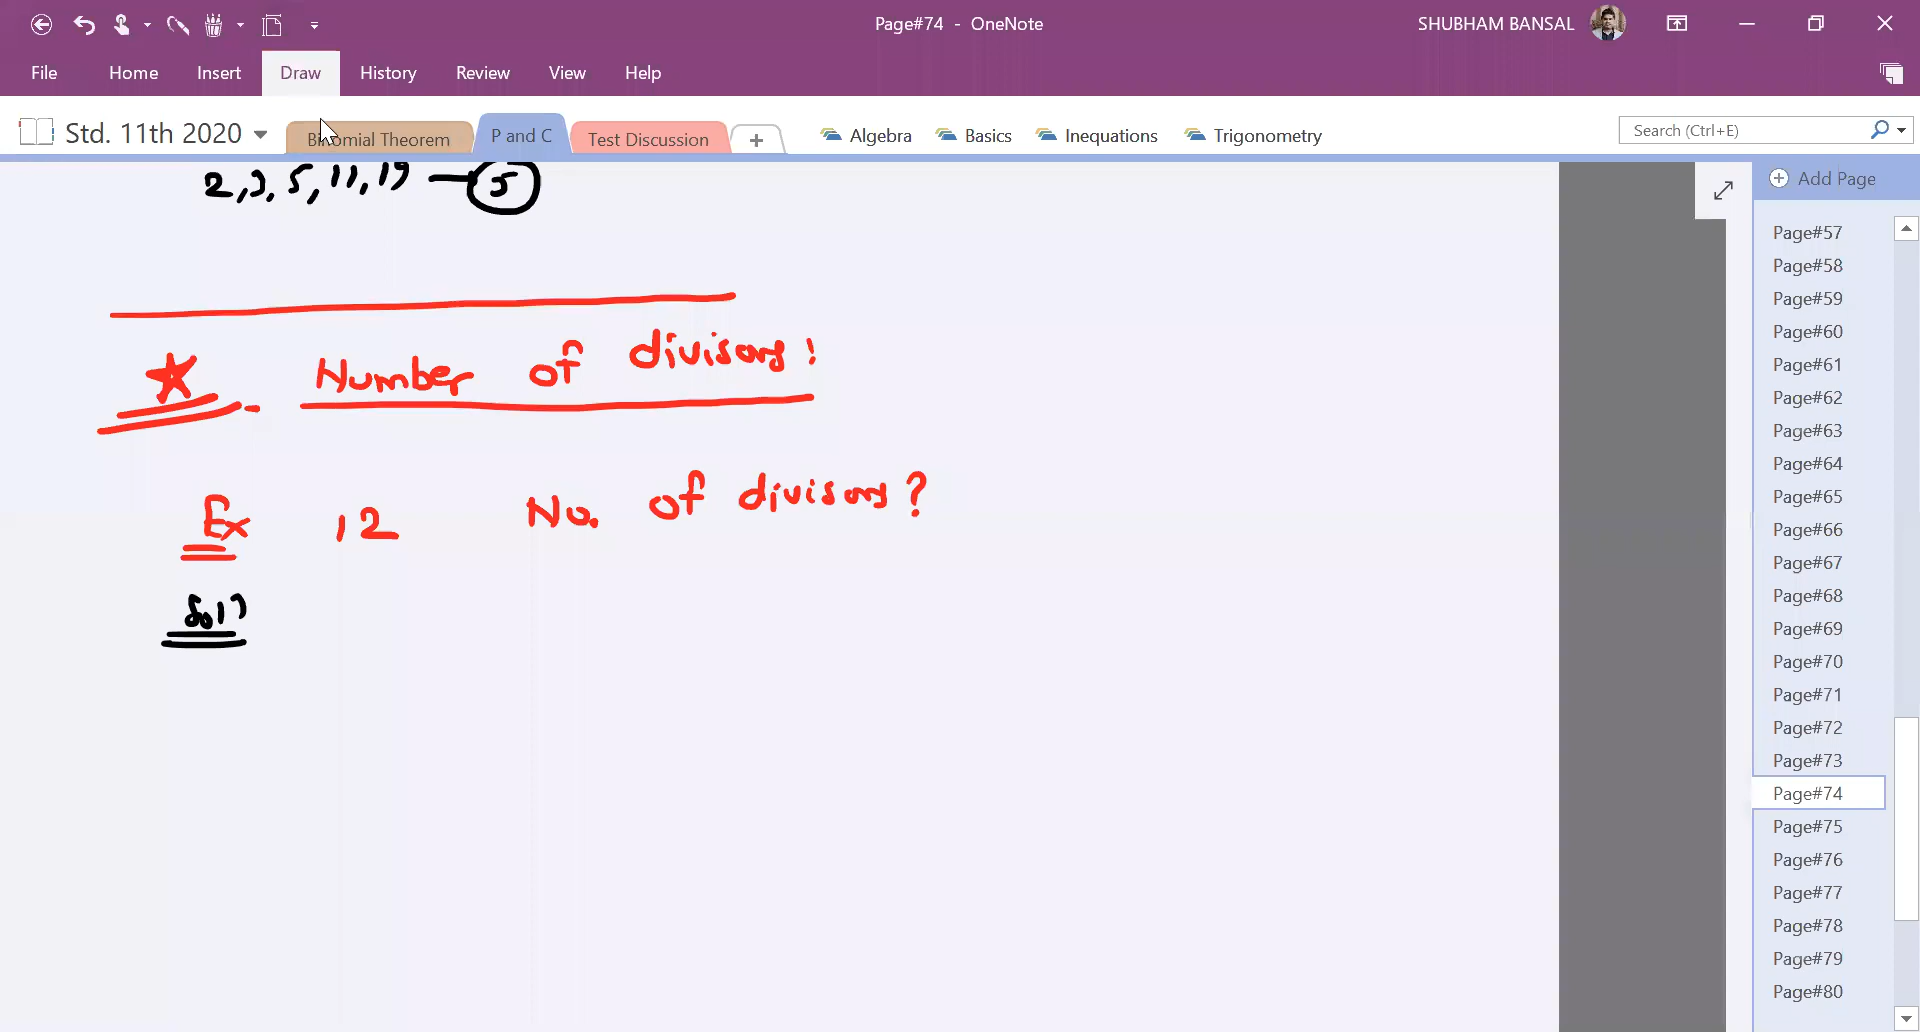 Page#74 - OneNote
SHUBHAM BANSAL
File Home Insert Draw History Review View Help
Std. 11th 2020
Binomial Theorem
P and C
Test Discussion
Algebra
Basics
Inequations
Trigonometry
Search (Ctrl+E)
Add Page
2,3,5,11,19 — 5
Number of divisors:
Ex 12 No. of divisors?
Soln
Page#57
Page#58
Page#59
Page#60
Page#61
Page#62
Page#63
Page#64
Page#65
Page#66
Page#67
Page#68
Page#69
Page#70
Page#71
Page#72
Page#73
Page#74
Page#75
Page#76
Page#77
Page#78
Page#79
Page#80